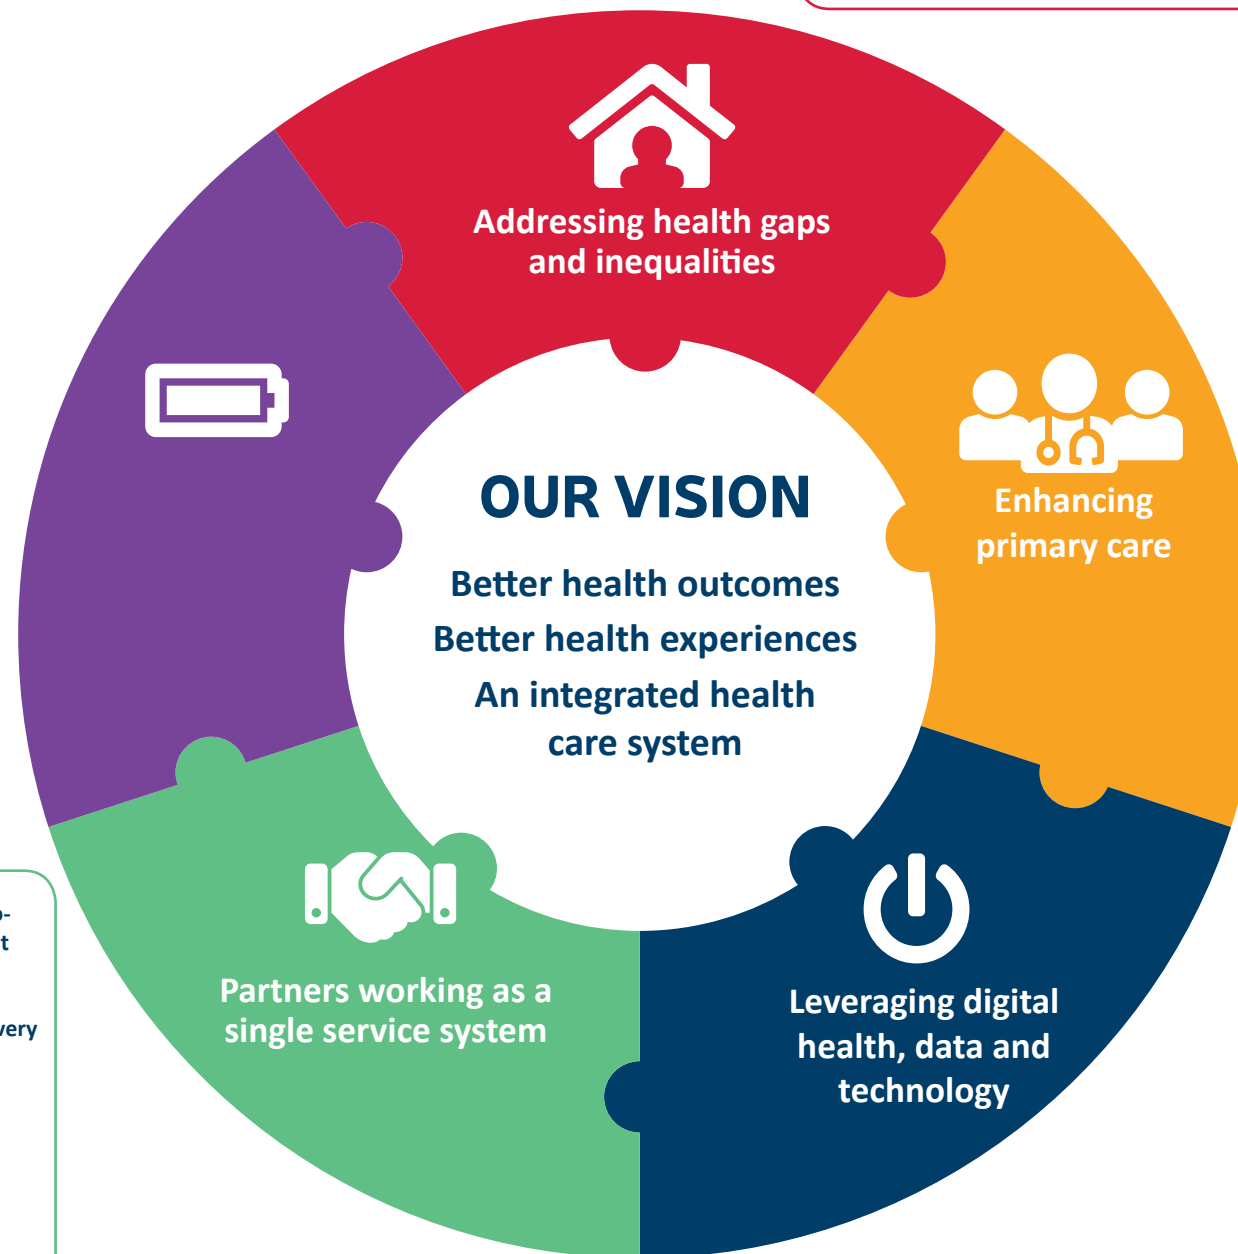 Addressing health gaps
and inequalities
Enhancing
primary care
OUR VISION
Better health outcomes
Better health experiences
An integrated health
care system
Partners working as a
single service system
Leveraging digital
health, data and
technology